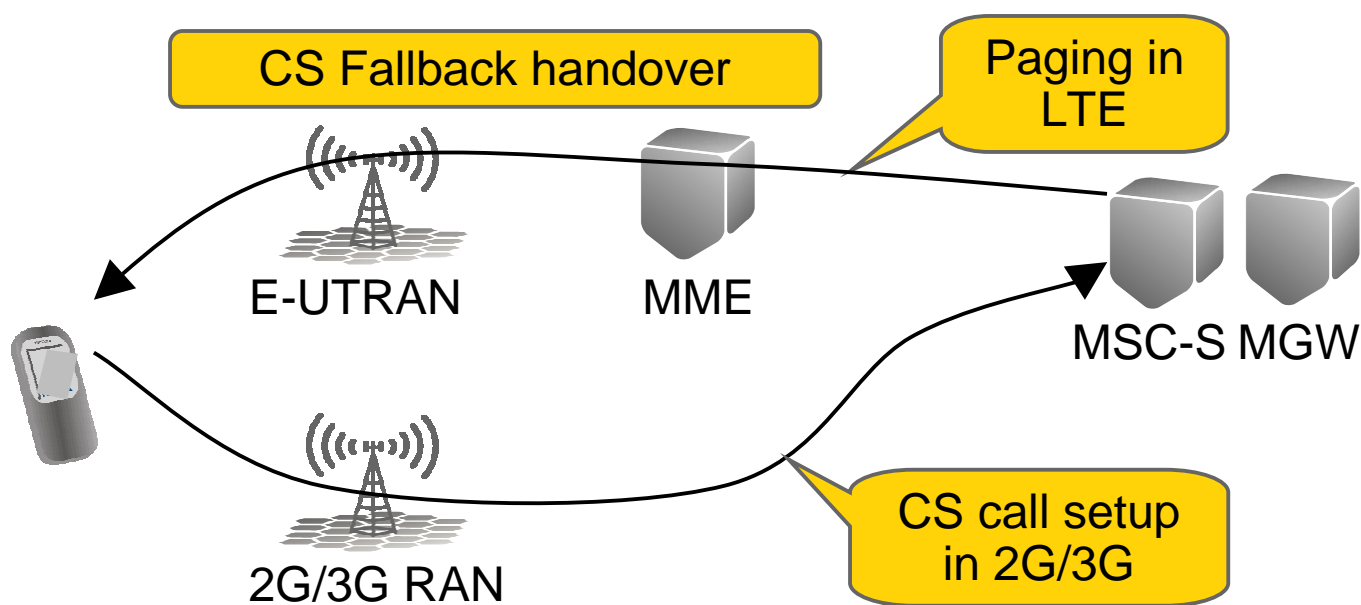 CS Fallback handover
Paging in
LTE
E-UTRAN
MME
MSC-S MGW
CS call setup
in 2G/3G
2G/3G RAN